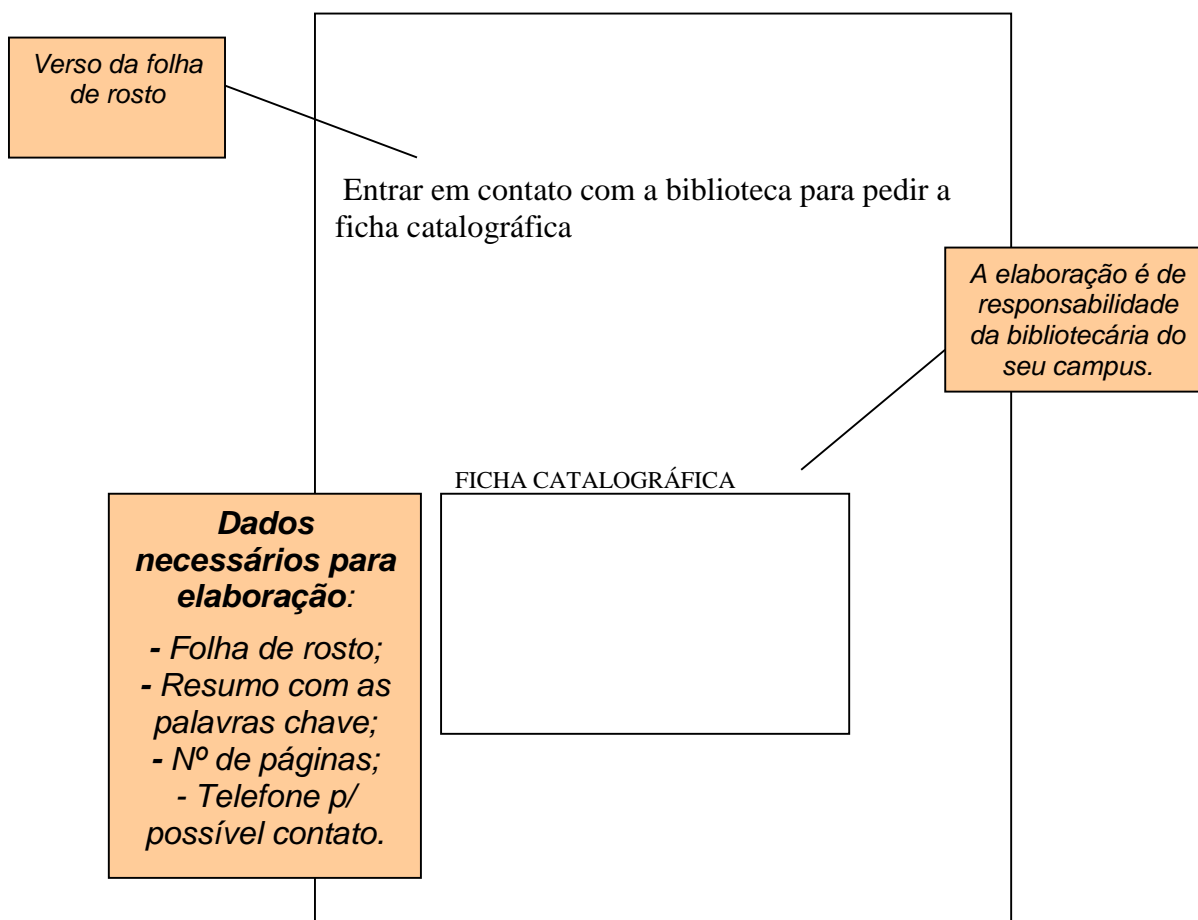 Verso da folha
de rosto
Entrar em contato com a biblioteca para pedir a
ficha catalográfica
A elaboração é de
responsabilidade
da bibliotecária do
seu campus.
FICHA CATALOGRÁFICA
Dados
necessários para
elaboração:
- Folha de rosto;
- Resumo com as
palavras chave;
- Nº de páginas;
- Telefone p/
possível contato.